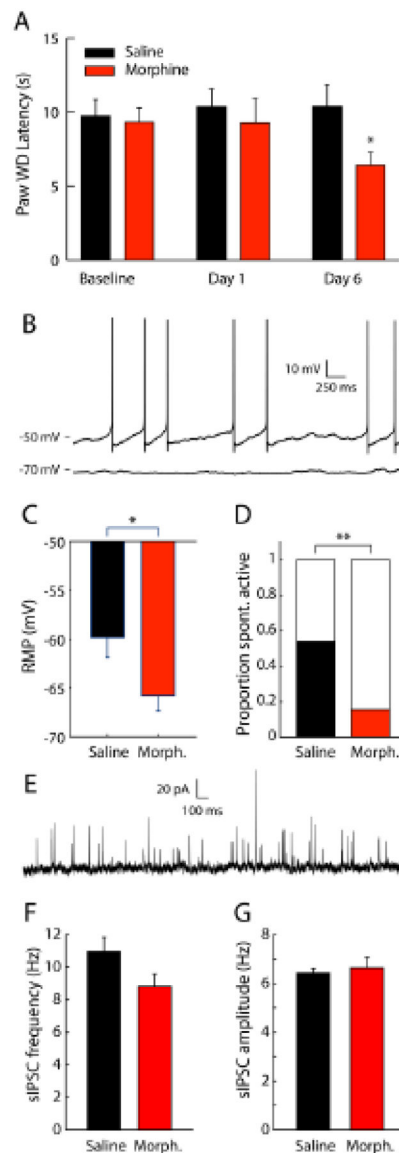 A
Paw WD Latency (s)
15
10
5
0
Saline
Morphine
*
Baseline Day 1 Day 6
B
10 mV
250 ms
-50 mV
-70 mV
C
*
RMP (mV)
-50
-55
-60
-65
-70
Saline Morph.
D
**
Proportion spont. active
1
0.8
0.6
0.4
0.2
0
Saline Morph.
E
20 pA
100 ms
F
sIPSC frequency (Hz)
12
10
8
6
4
2
0
Saline Morph.
G
sIPSC amplitude (Hz)
8
6
4
2
0
Saline Morph.